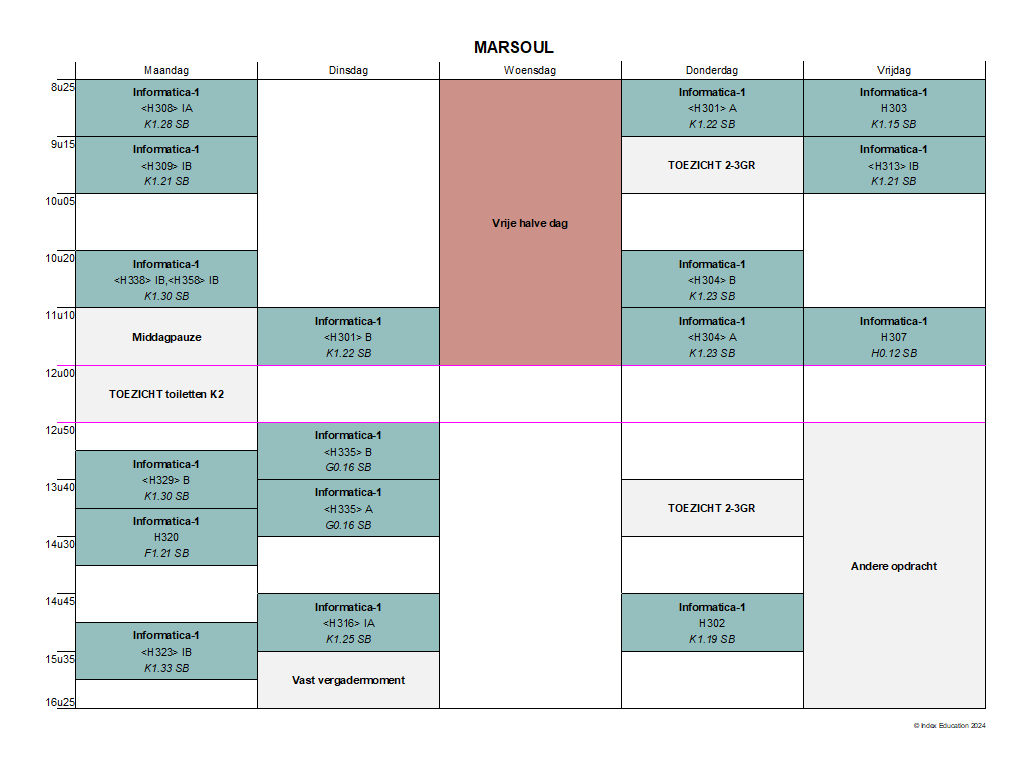 MARSOUL
Maandag
Dinsdag
Woensdag
Donderdag
Vrijdag
8u25
9u15
10u05
10u20
11u10
12u00
12u50
13u40
14u30
14u45
15u35
16u25
Informatica-1
<H308> IA
K1.28 SB
Informatica-1
<H309> IB
K1.21 SB
Informatica-1
<H338> IB,<H358> IB
K1.30 SB
Middagpauze
TOEZICHT toiletten K2
Informatica-1
<H329> B
K1.30 SB
Informatica-1
H320
F1.21 SB
Informatica-1
<H323> IB
K1.33 SB
Informatica-1
<H301> B
K1.22 SB
Informatica-1
<H335> B
G0.16 SB
Informatica-1
<H335> A
G0.16 SB
Informatica-1
<H316> IA
K1.25 SB
Vast vergadermoment
Vrije halve dag
Informatica-1
<H301> A
K1.22 SB
TOEZICHT 2-3GR
Informatica-1
<H304> B
K1.23 SB
Informatica-1
<H304> A
K1.23 SB
TOEZICHT 2-3GR
Informatica-1
H302
K1.19 SB
Informatica-1
H303
K1.15 SB
Informatica-1
<H313> IB
K1.21 SB
Informatica-1
H307
H0.12 SB
Andere opdracht
© Index Education 2024